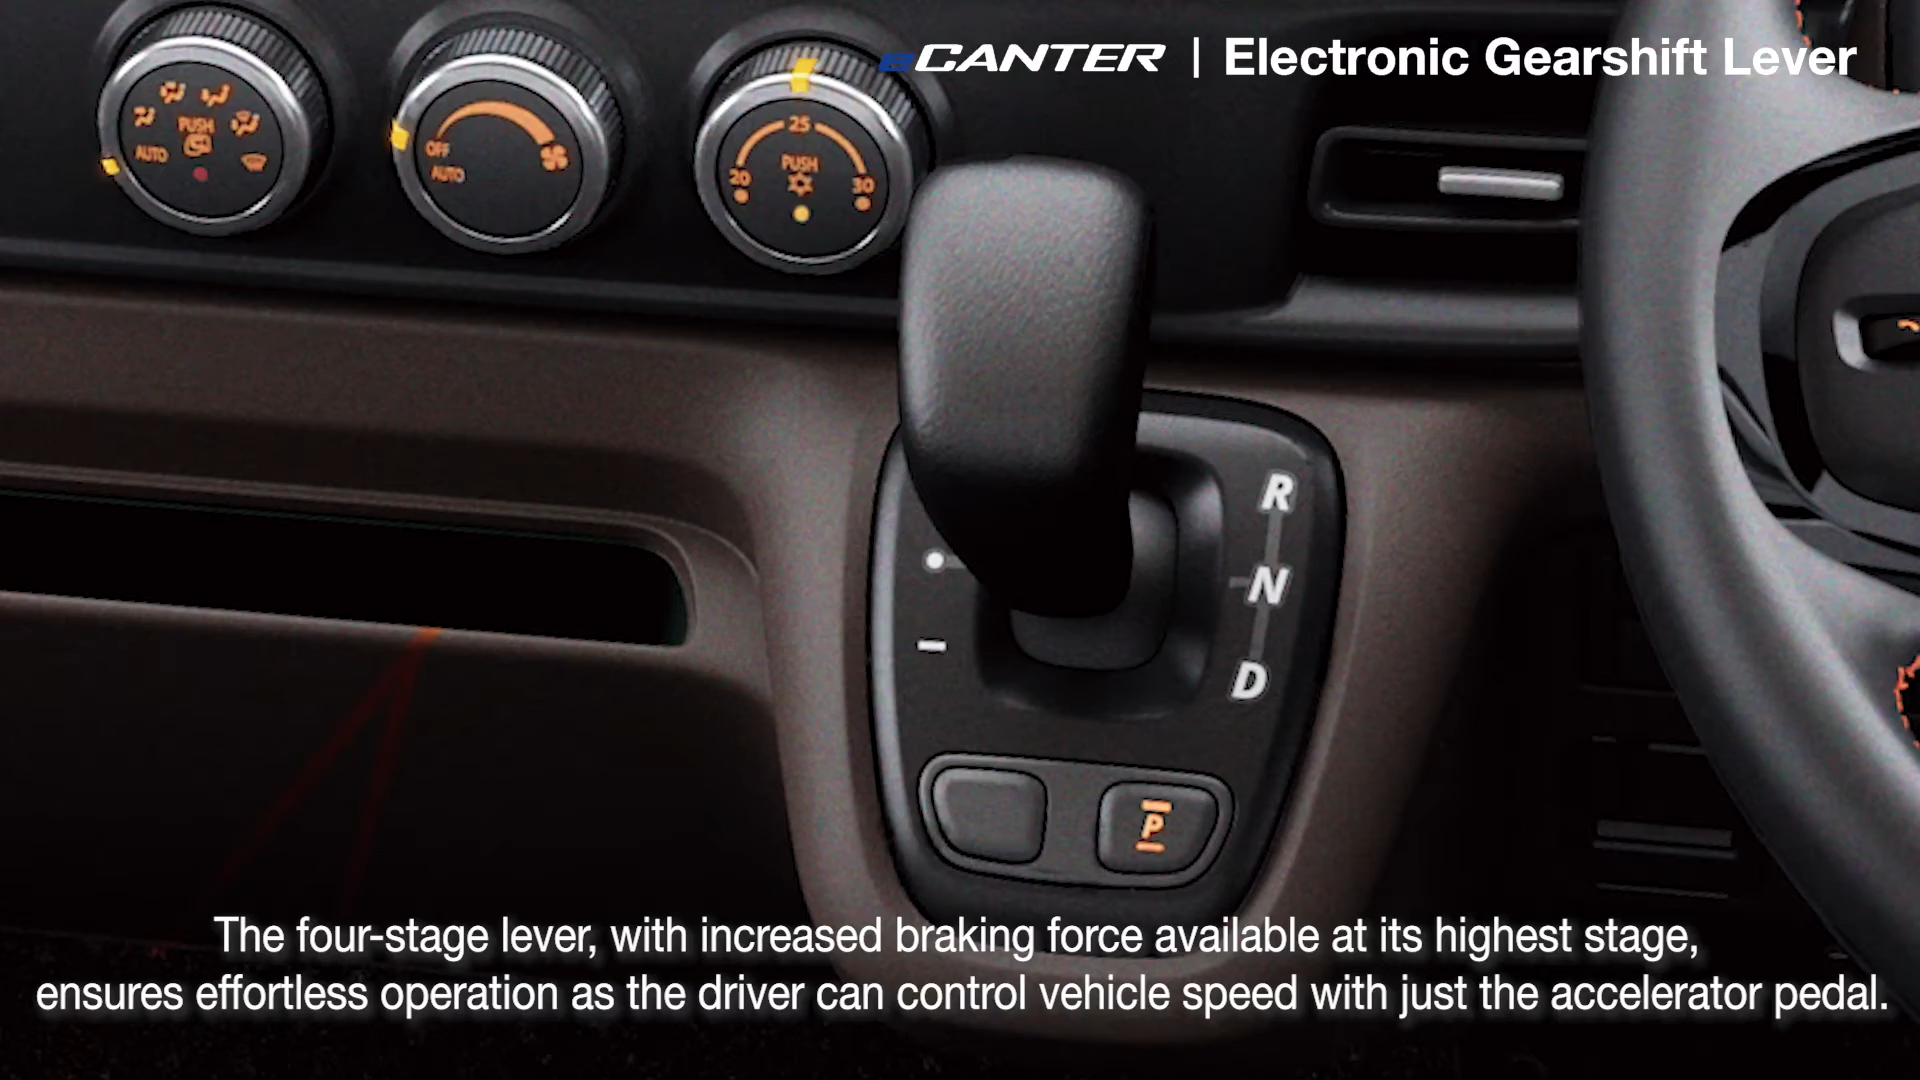 eCANTER | Electronic Gearshift Lever
PUSH
AUTO
OFF
AUTO
25
PUSH
20
30
R
N
D
P
The four-stage lever, with increased braking force available at its highest stage,
ensures effortless operation as the driver can control vehicle speed with just the accelerator pedal.